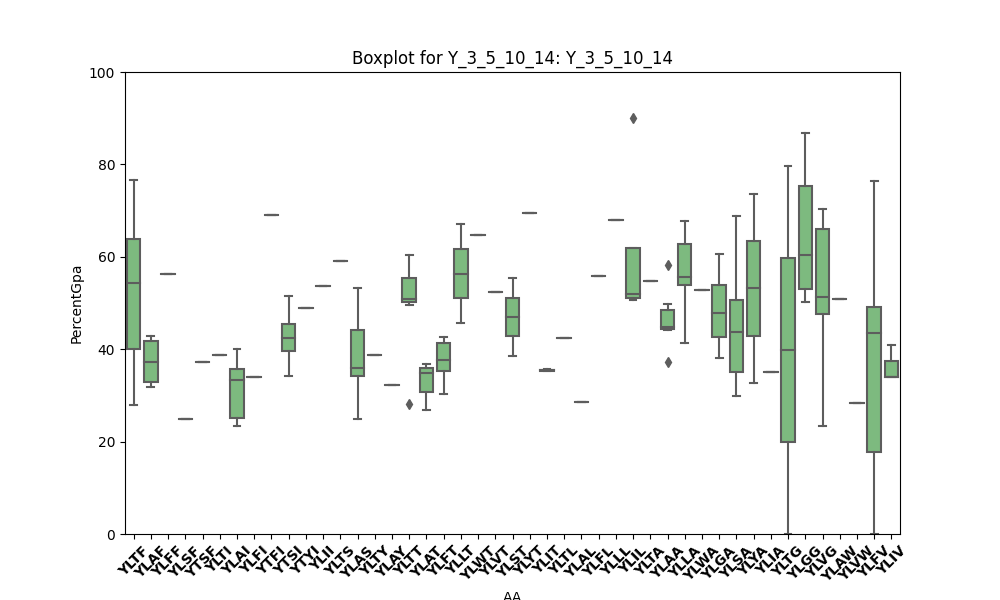 Boxplot for Y_3_5_10_14: Y_3_5_10_14
PercentGpa
100
80
60
40
20
0
YLTF YLAF YLFF YLSF YTSF YLTI YLAI YLFI YTFI YTSI YTYI YLII YLTS YLAS YLTY YLAY YLTT YLAT YLFT YLLT YLWT YLVT YLST YLYT YLIT YLTL YLAL YLFL YLLL YLIL YLTA YLAA YLLA YLWA YLGA YLSA YLYA YLIA YLTG YLGG YLVG YLAW YLVW YLFV YLIV
AA